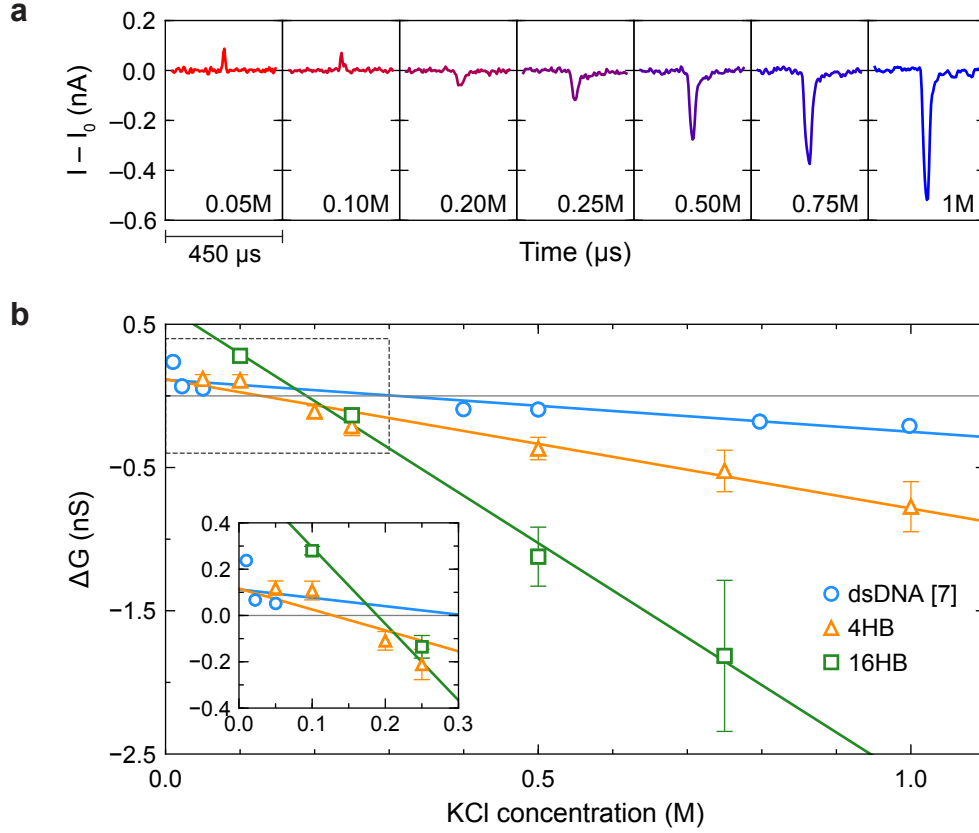 a
I – I0 (nA)
0.2
0.0
–0.2
–0.4
–0.6
0.05M
0.10M
0.20M
0.25M
0.50M
0.75M
1M
450 µs
Time (µs)
b
ΔG (nS)
0.5
0.0
–0.5
–1.5
–2.5
0.4
0.2
0.0
–0.2
–0.4
0.0
0.1
0.2
0.3
dsDNA [7]
4HB
16HB
0.0
0.5
1.0
KCl concentration (M)